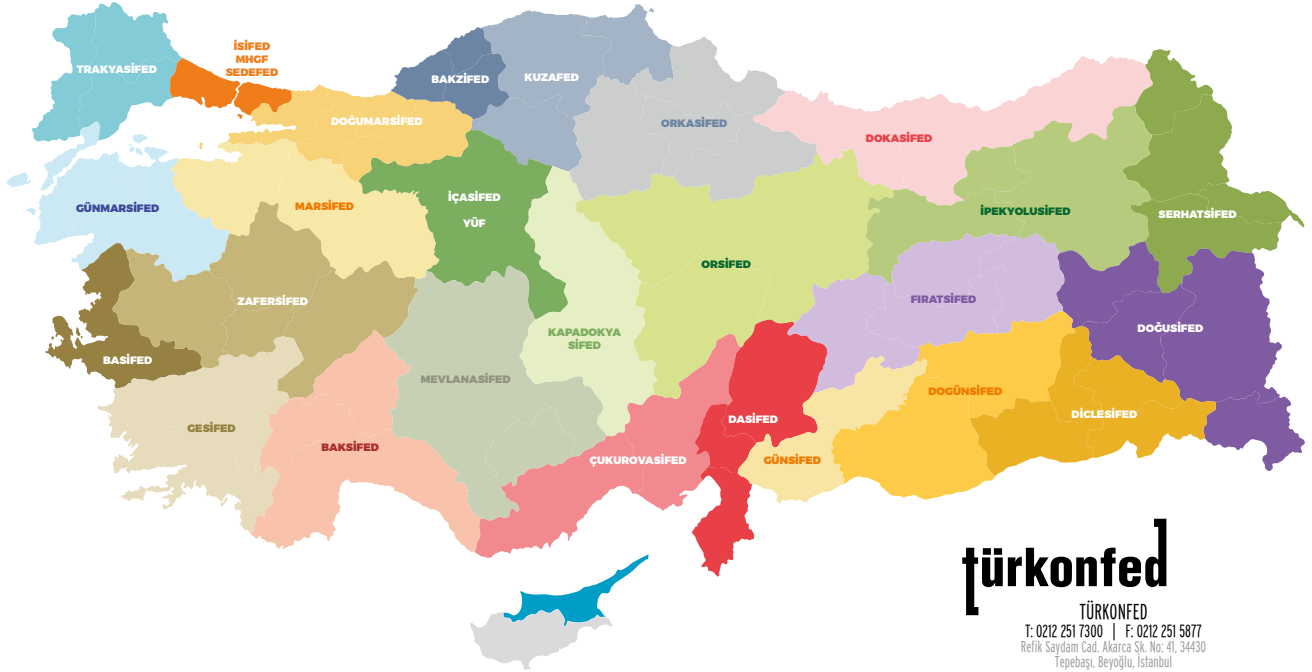 TRAKYASİFED
İSİFED
MHGF
SEDEFED
BAKZİFED
KUZAFED
DOĞUMARSİFED
ORKASİFED
DOKASİFED
GÜNMARSİFED
MARSİFED
İÇASİFED
YÜF
İPEKYOLUSİFED
SERHATSİFED
ORSİFED
ZAFERSİFED
FIRATSİFED
KAPADOKYA
SİFED
DOĞUSİFED
BASİFED
MEVLANASİFED
DOGÜNSİFED
GESİFED
BAKSİFED
DASİFED
DİCLESİFED
ÇUKUROVASİFED
GÜNSİFED
türkonfed
TÜRKONFED
T: 0212 251 7300 | F: 0212 251 5877
Refik Saydam Cad. Akarca Sk. No: 41, 34430
Tepebaşı, Beyoğlu, İstanbul